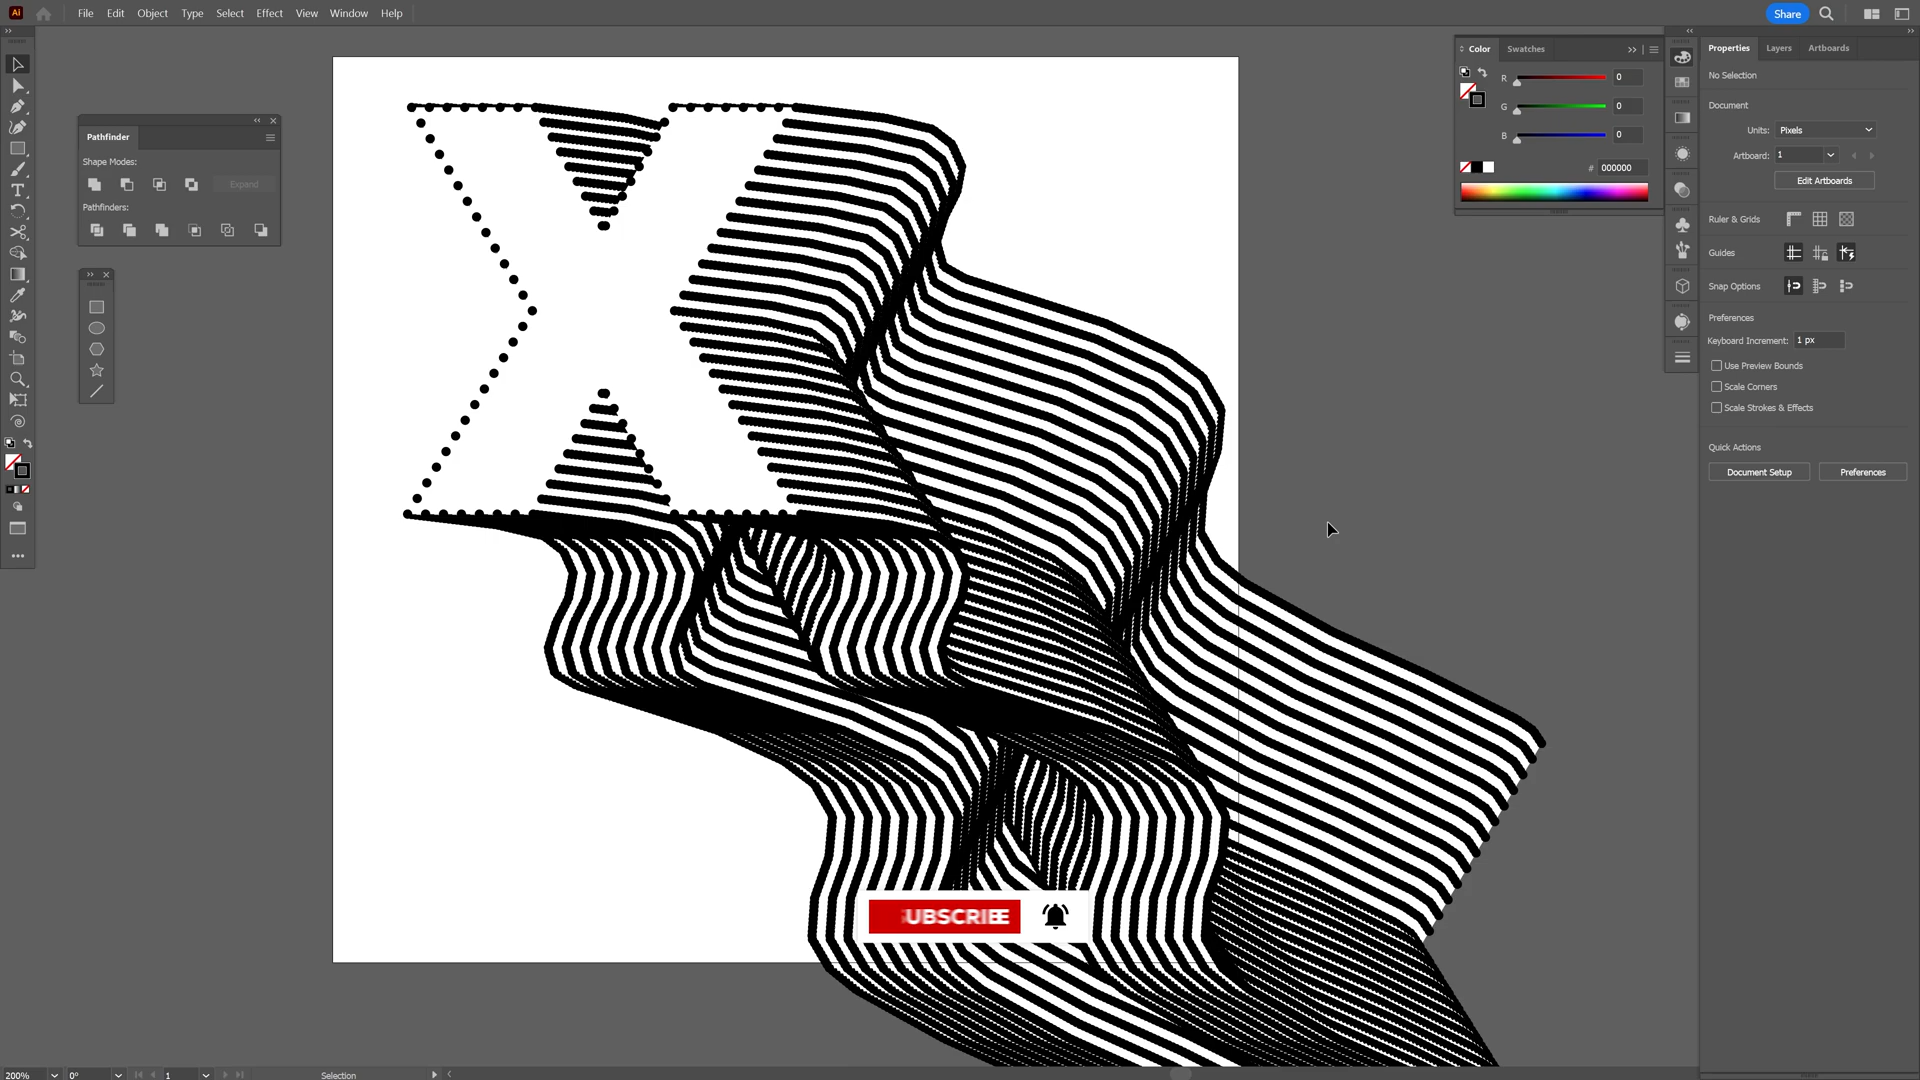 Ai
File Edit Object Type Select Effect View Window Help
Share
Pathfinder
Shape Modes:
Expand
Pathfinders:
X
Color Swatches
R 0
G 0
B 0
# 000000
Properties Layers Artboards
No Selection
Document
Units: Pixels
Artboard: 1
Edit Artboards
Ruler & Grids
Guides
Snap Options
Preferences
Keyboard Increment: 1 px
Use Preview Bounds
Scale Corners
Scale Strokes & Effects
Quick Actions
Document Setup Preferences
UBSCRIBE
200% 0° 1 Selection